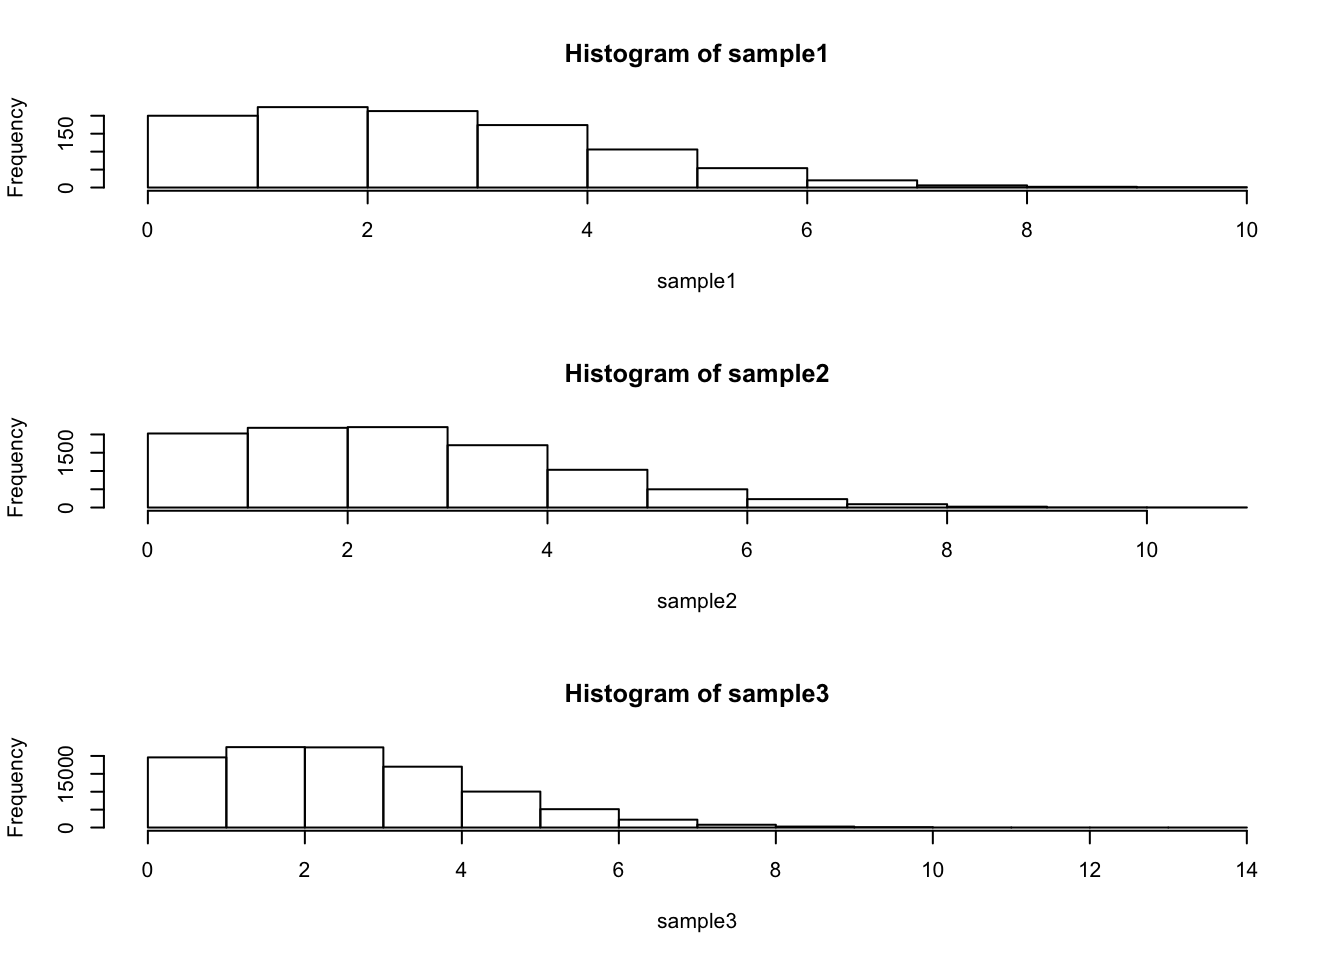 Histogram of sample1
Frequency
150
0
0 2 4 6 8 10
sample1
Histogram of sample2
Frequency
1500
0
0 2 4 6 8 10
sample2
Histogram of sample3
Frequency
15000
0
0 2 4 6 8 10 12 14
sample3